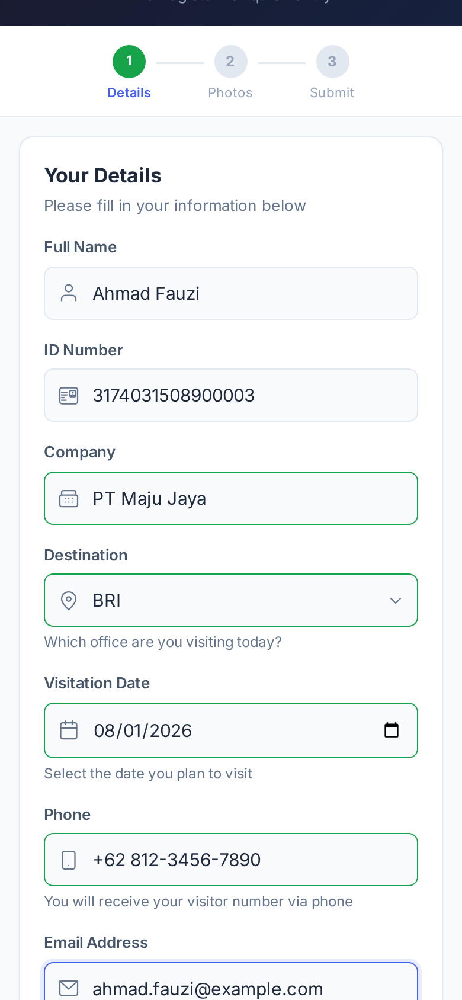 1
2
3
Details
Photos
Submit
Your Details
Please fill in your information below
Full Name
Ahmad Fauzi
ID Number
3174031508900003
Company
PT Maju Jaya
Destination
BRI
Which office are you visiting today?
Visitation Date
08/01/2026
Select the date you plan to visit
Phone
+62 812-3456-7890
You will receive your visitor number via phone
Email Address
ahmad.fauzi@example.com